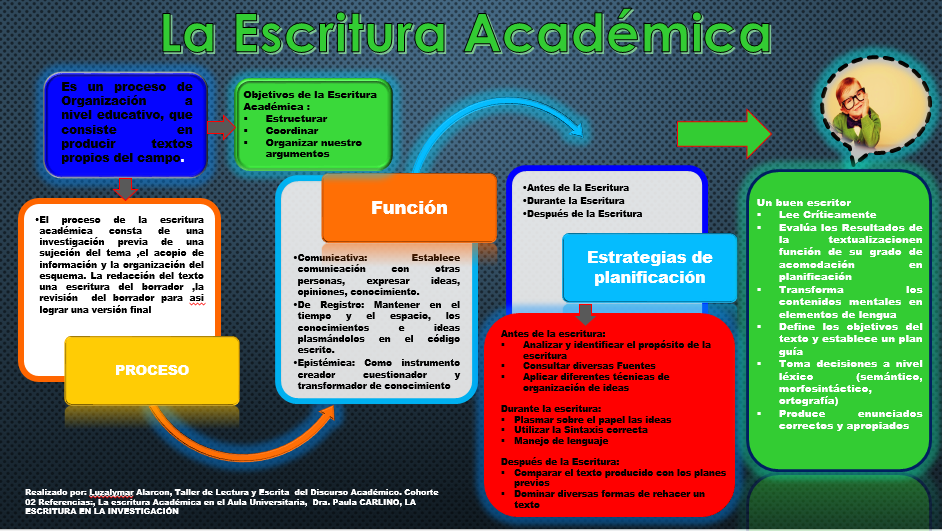 La Escritura Académica
Es un proceso de
Organización a
nivel educativo, que
consiste en
producir textos
propios del campo.
Objetivos de la Escritura
Académica :
▪ Estructurar
▪ Coordinar
▪ Organizar nuestro
argumentos
•El proceso de la escritura
académica consta de una
investigación previa de una
sujeción del tema ,el acopio de
información y la organización del
esquema. La redacción del texto
una escritura del borrador ,la
revisión del borrador para asi
lograr una versión final
PROCESO
Función
•Comunicativa: Establece
comunicación con otras
personas, expresar ideas,
opiniones, conocimiento.
•De Registro: Mantener en el
tiempo y el espacio, los
conocimientos e ideas
plasmándolos en el código
escrito.
•Epistémica: Como instrumento
creador cuestionador y
transformador de conocimiento
•Antes de la Escritura
•Durante la Escritura
•Después de la Escritura
Estrategias de
planificación
Antes de la escritura:
▪ Analizar y identificar el propósito de la
escritura
▪ Consultar diversas Fuentes
▪ Aplicar diferentes técnicas de
organización de ideas
Durante la escritura:
▪ Plasmar sobre el papel las ideas
▪ Utilizar la Sintaxis correcta
▪ Manejo de lenguaje
Después de la Escritura:
▪ Comparar el texto producido con los planes
previos
▪ Dominar diversas formas de rehacer un
texto
Un buen escritor
▪ Lee Críticamente
▪ Evalúa los Resultados de
la textualizacionen
función de su grado de
acomodación en
planificación
▪ Transforma los
contenidos mentales en
elementos de lengua
▪ Define los objetivos del
texto y establece un plan
guía
▪ Toma decisiones a nivel
léxico (semántico,
morfosintáctico,
ortografía)
▪ Produce enunciados
correctos y apropiados
Realizado por: Luzalymar Alarcon, Taller de Lectura y Escrita del Discurso Académico. Cohorte
02 Referencias:, La escritura Académica en el Aula Universitaria, Dra. Paula CARLINO, LA
ESCRITURA EN LA INVESTIGACIÓN